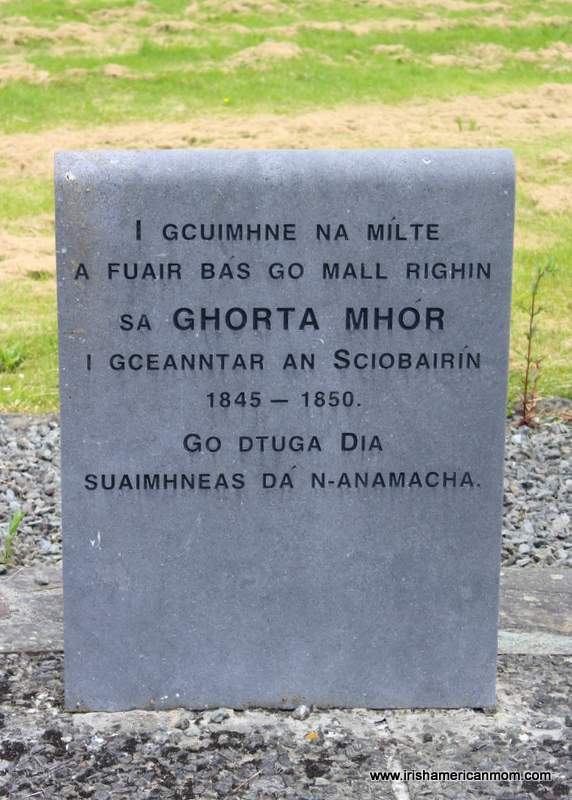 I GCUIMHNE NA MÍLTE
A FUAIR BÁS GO MALL RIGHIN
SA GHORTA MHÓR
I GCEANNTAR AN SCIOBAIRÍN
1845 – 1850.
GO DTUGA DIA
SUAIMHNEAS DÁ N-ANAMACHA.
www.irishamericanmom.com